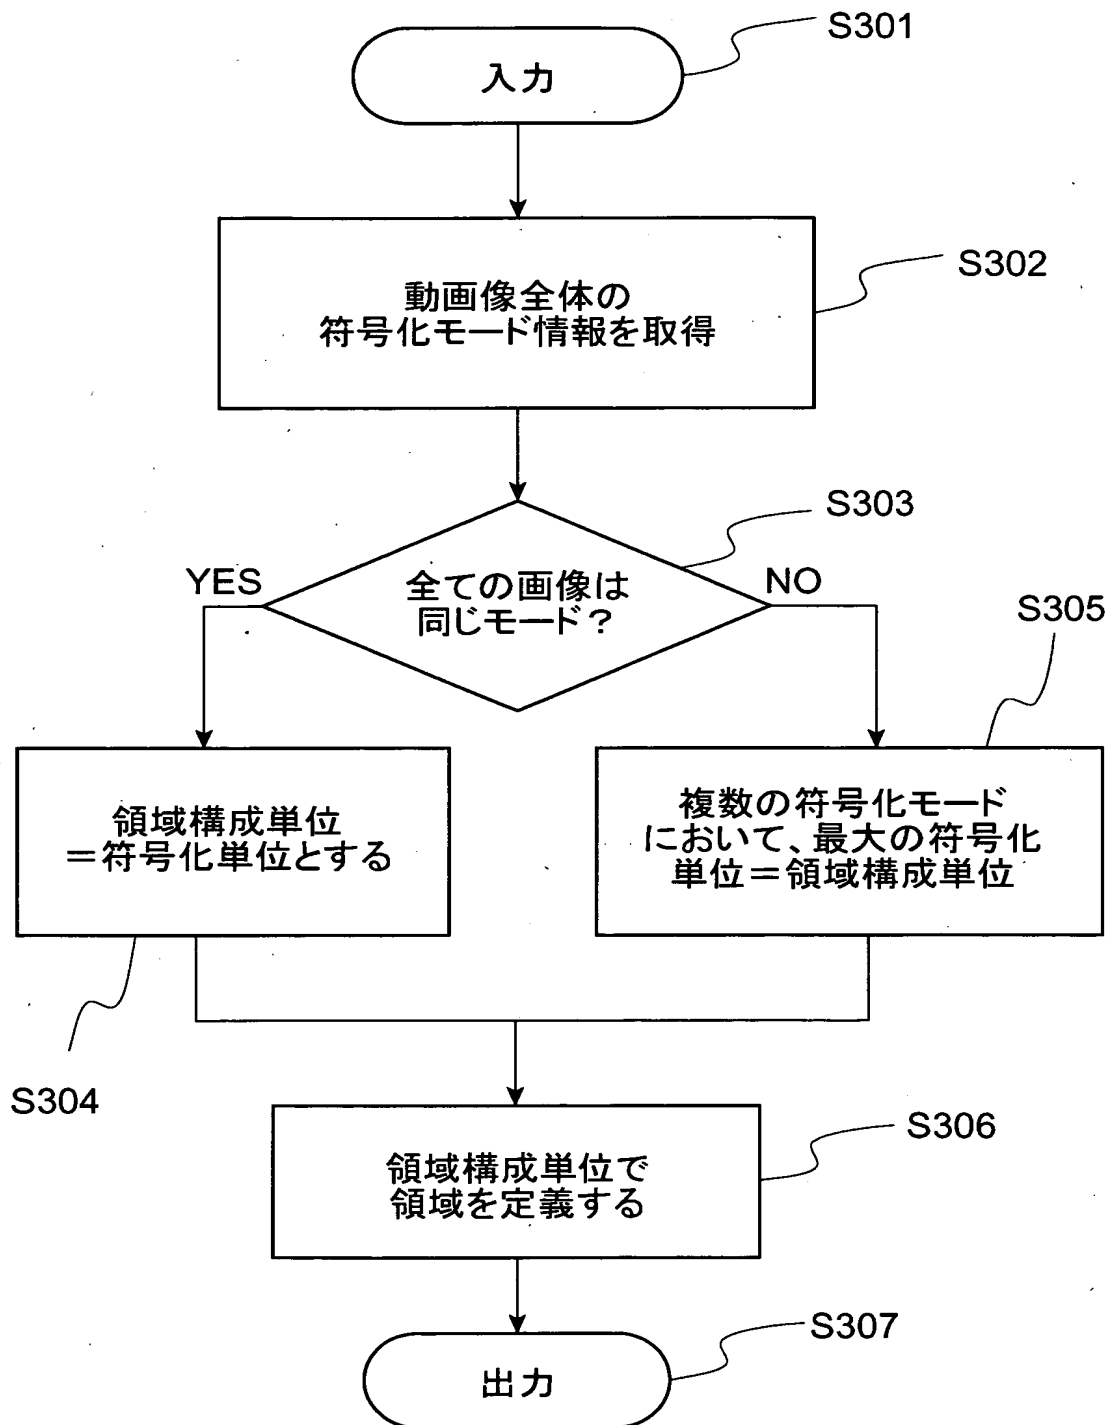 S301
入力
S302
動画像全体の
符号化モード情報を取得
S303
YES
全ての画像は
同じモード？
NO
S305
領域構成単位
＝符号化単位とする
複数の符号化モード
において、最大の符号化
単位＝領域構成単位
S304
S306
領域構成単位で
領域を定義する
S307
出力